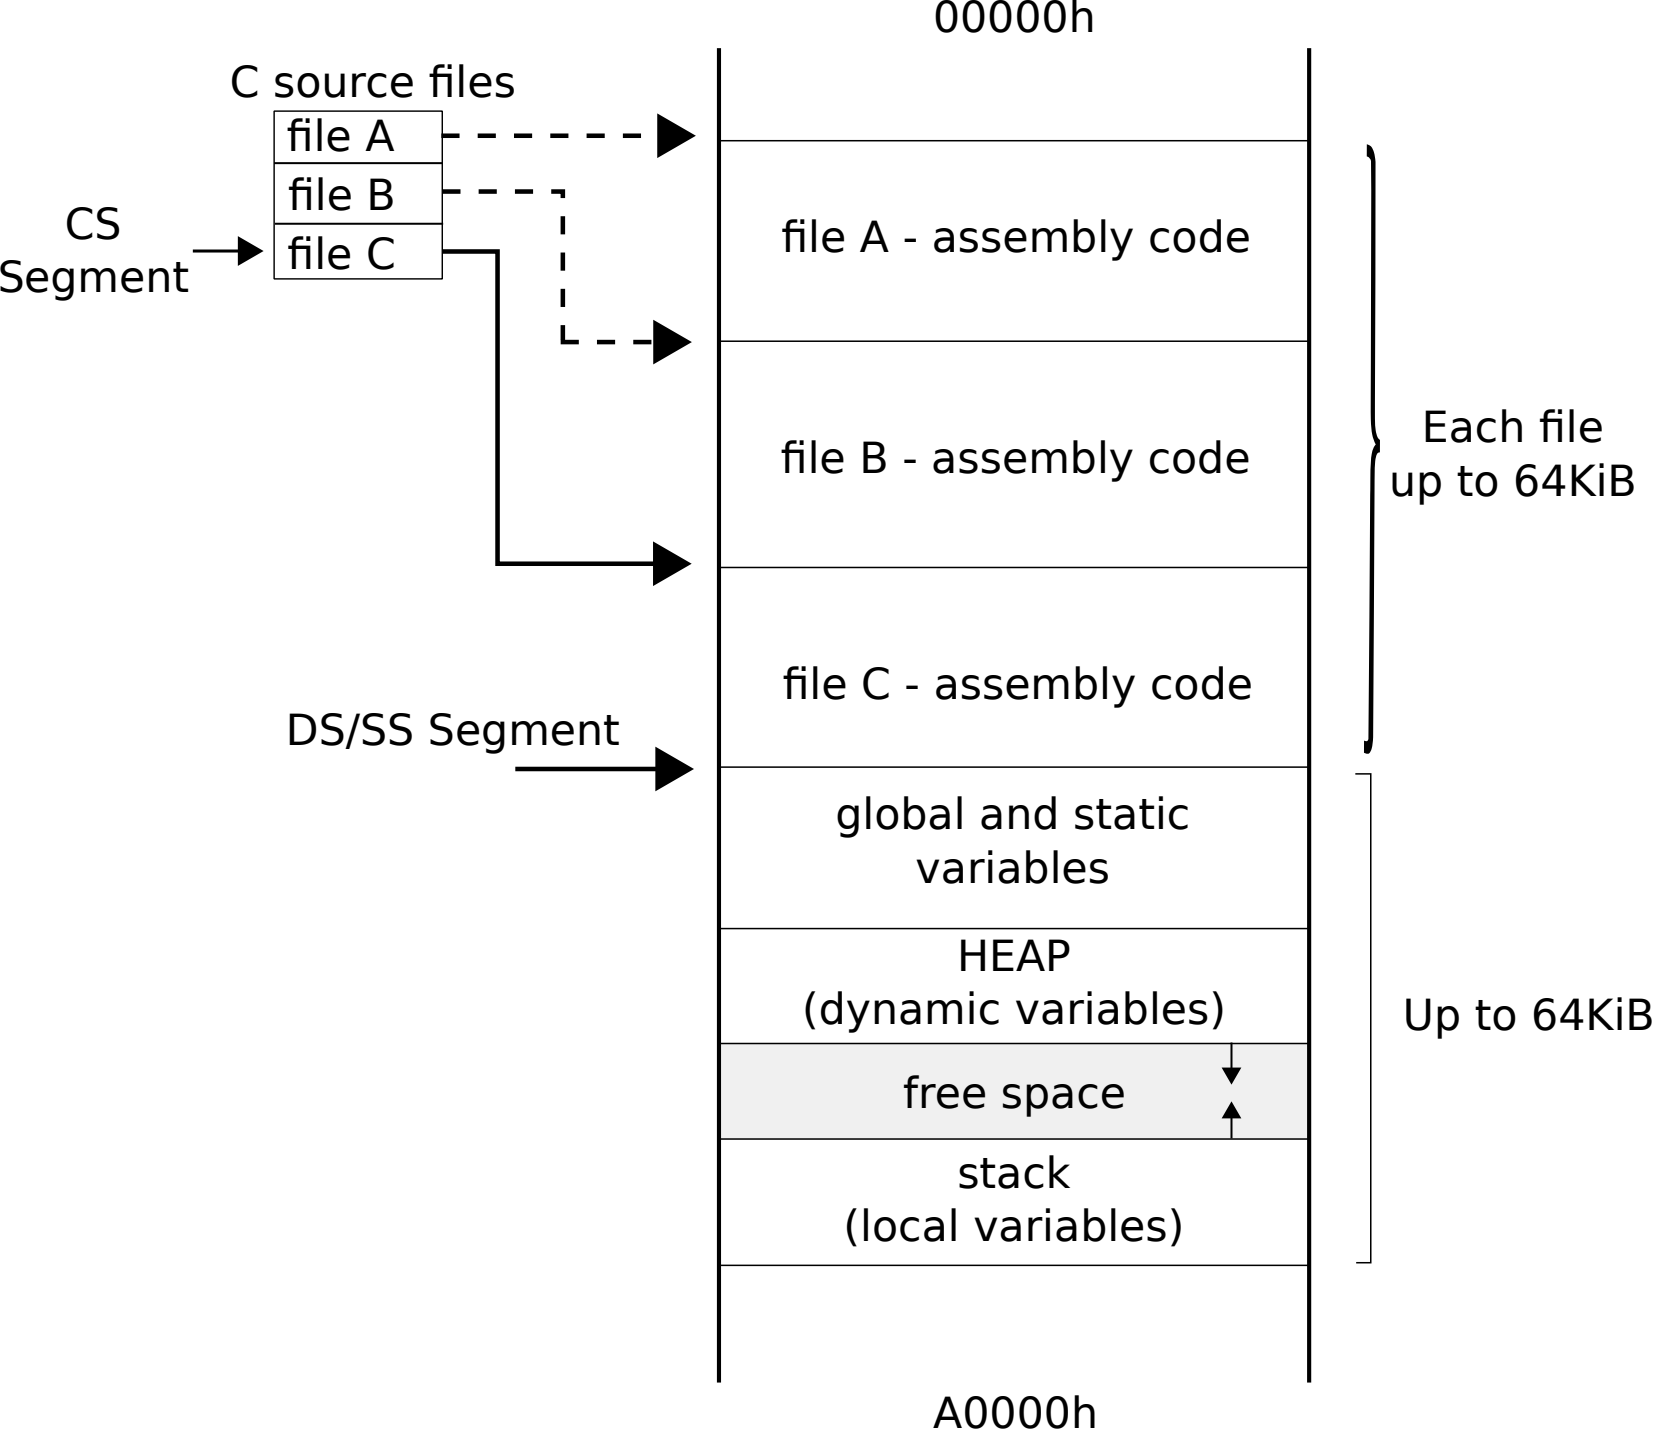 00000h
C source files
file A
file B
file C
CS
Segment
file A - assembly code
file B - assembly code
file C - assembly code
Each file
up to 64KiB
DS/SS Segment
global and static
variables
HEAP
(dynamic variables)
free space
stack
(local variables)
Up to 64KiB
A0000h